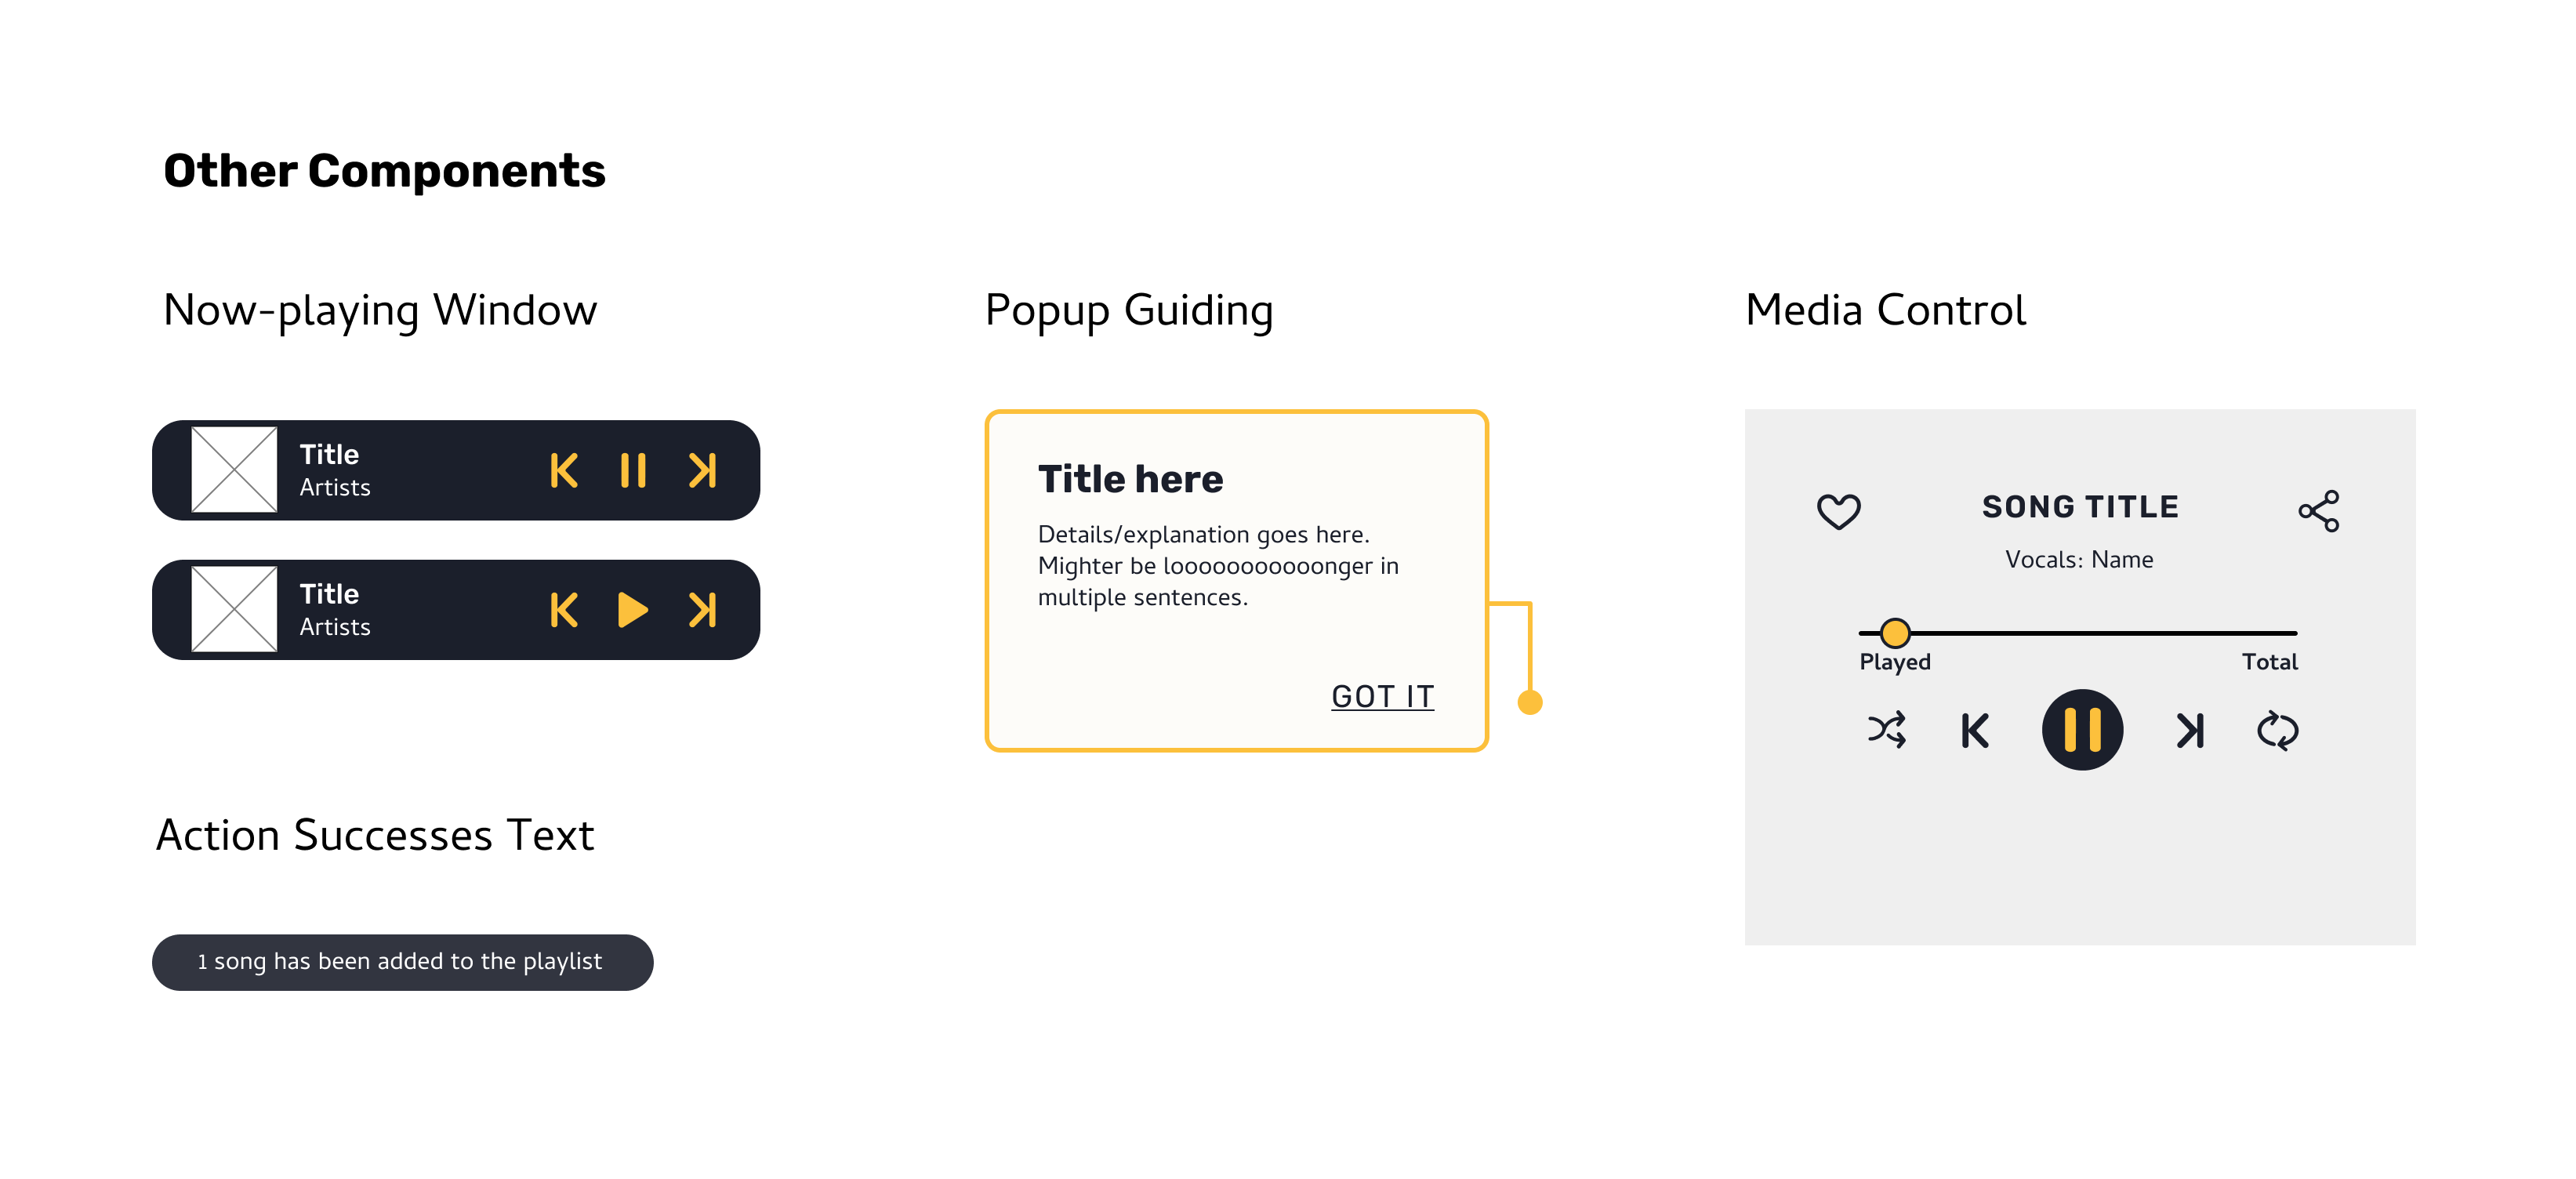 Other Components
Now-playing Window
Title
Artists
Title
Artists
Action Successes Text
1 song has been added to the playlist
Popup Guiding
Title here
Details/explanation goes here.
Mighter be looooooooooonger in
multiple sentences.
GOT IT
Media Control
SONG TITLE
Vocals: Name
Played
Total